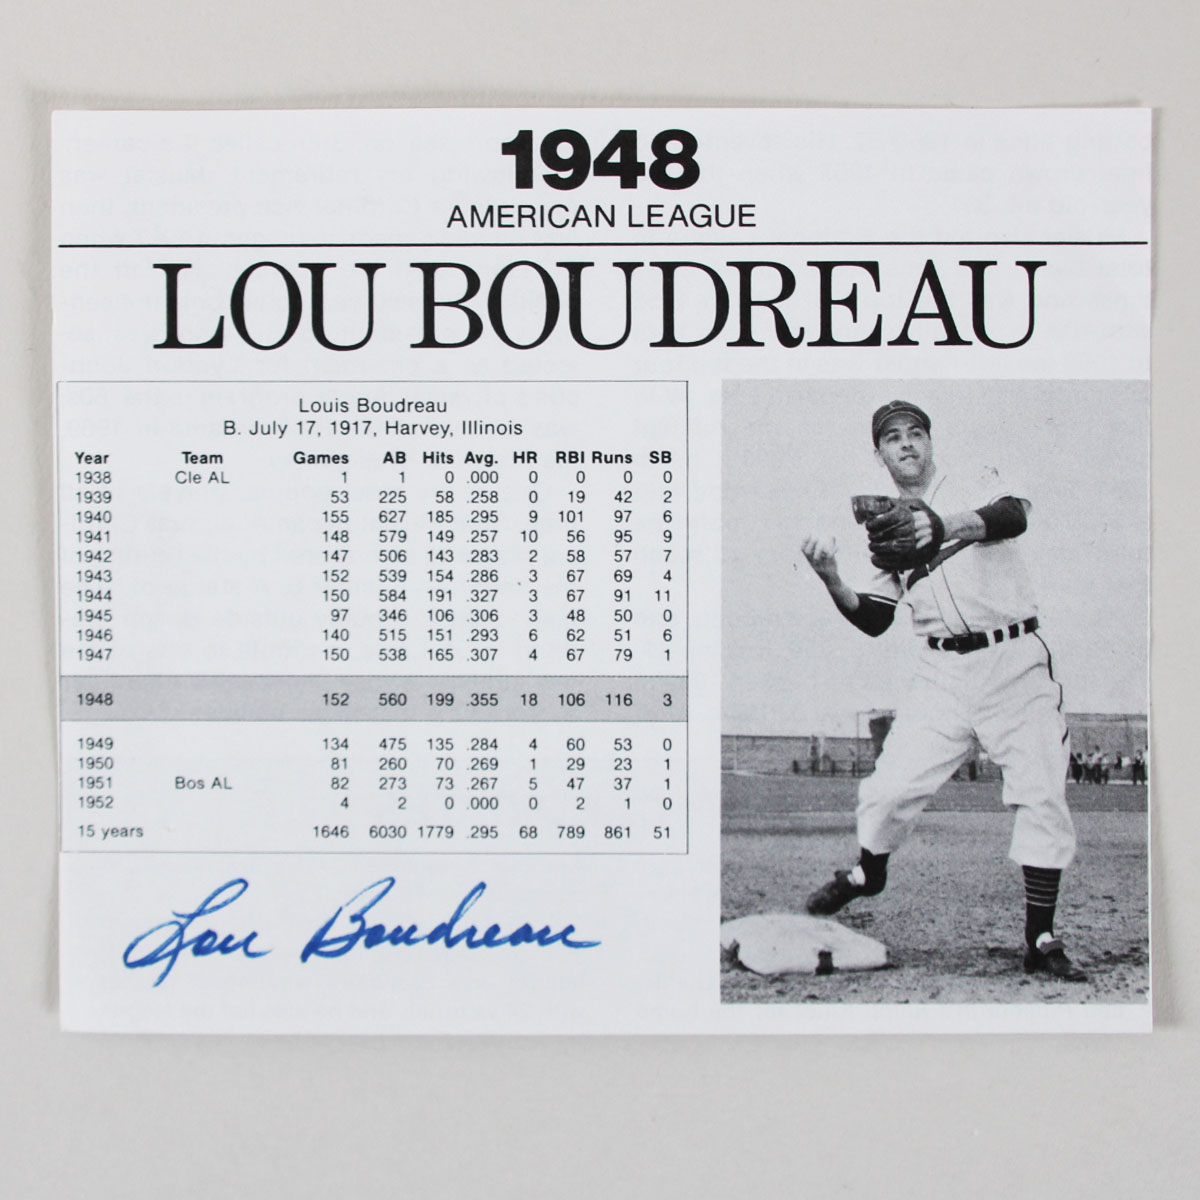 1948
AMERICAN LEAGUE
LOU BOUDREAU
Louis Boudreau
B. July 17, 1917, Harvey, Illinois
Year Team Games AB Hits Avg. HR RBI Runs SB
1938 Cle AL 1 1 0 .000 0 0 0 0
1939 53 225 58 .258 0 19 42 2
1940 155 627 185 .295 9 101 97 6
1941 148 579 149 .257 10 56 95 9
1942 147 506 143 .283 2 58 57 7
1943 152 539 154 .286 3 67 69 4
1944 150 584 191 .327 3 67 91 11
1945 97 346 106 .306 3 48 50 0
1946 140 515 151 .293 6 62 51 6
1947 150 538 165 .307 4 67 79 1
1948 152 560 199 .355 18 106 116 3
1949 134 475 135 .284 4 60 53 0
1950 81 260 70 .269 1 29 23 1
1951 Bos AL 82 273 73 .267 5 47 37 1
1952 4 2 0 .000 0 2 1 0
15 years 1646 6030 1779 .295 68 789 861 51
Lou Boudreau